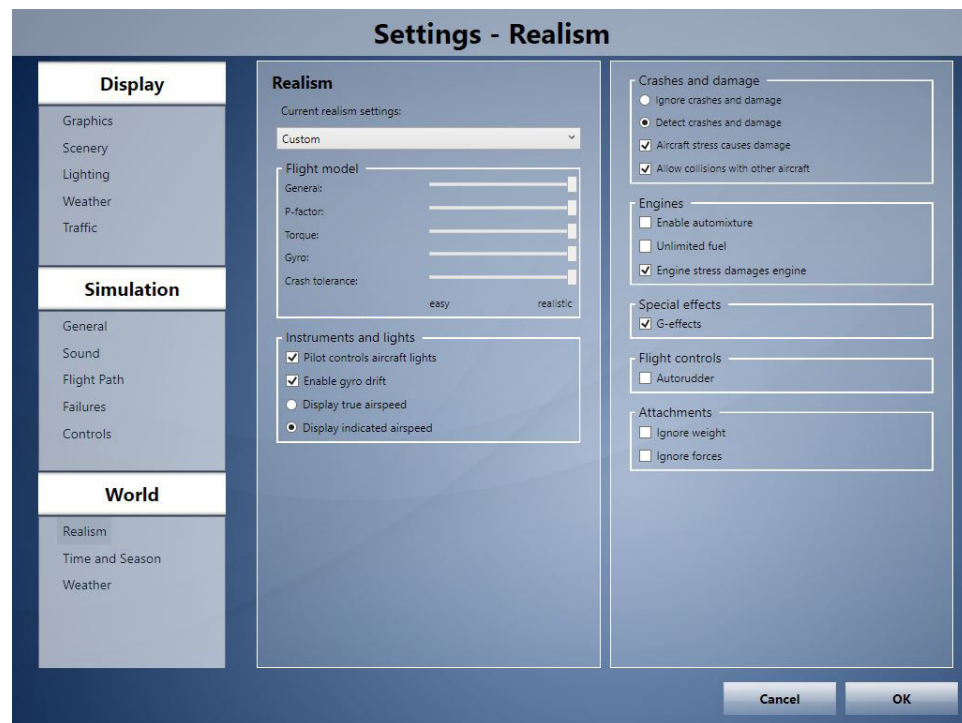 Settings - Realism
Display
Graphics
Scenery
Lighting
Weather
Traffic
Simulation
General
Sound
Flight Path
Failures
Controls
World
Realism
Time and Season
Weather
Realism
Current realism settings:
Custom
Flight model
General:
P-factor:
Torque:
Gyro:
Crash tolerance:
easy realistic
Instruments and lights
Pilot controls aircraft lights
Enable gyro drift
Display true airspeed
Display indicated airspeed
Crashes and damage
Ignore crashes and damage
Detect crashes and damage
Aircraft stress causes damage
Allow collisions with other aircraft
Engines
Enable automixture
Unlimited fuel
Engine stress damages engine
Special effects
G-effects
Flight controls
Autorudder
Attachments
Ignore weight
Ignore forces
Cancel OK